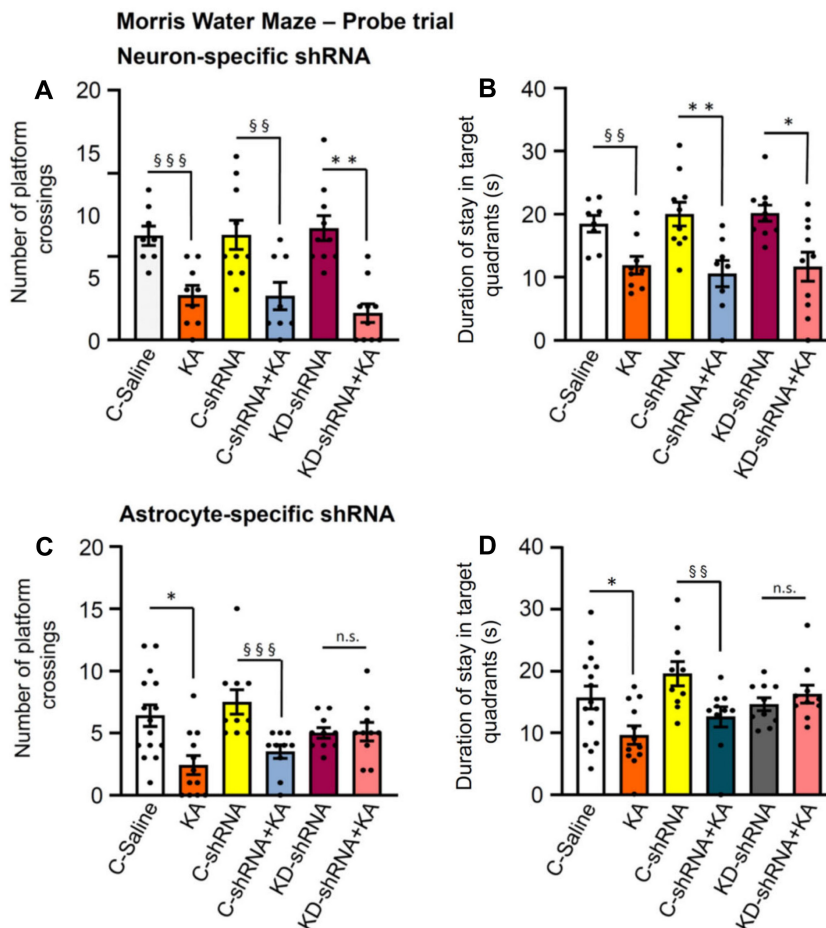 Morris Water Maze – Probe trial
Neuron-specific shRNA
A
Number of platform
crossings
20
15
10
5
0
§ § §
§ §
* *
C-Saline
KA
C-shRNA
C-shRNA+KA
KD-shRNA
KD-shRNA+KA
B
Duration of stay in target
quadrants (s)
40
30
20
10
0
§ §
* *
*
C-Saline
KA
C-shRNA
C-shRNA+KA
KD-shRNA
KD-shRNA+KA
Astrocyte-specific shRNA
C
Number of platform
crossings
20
15
10
5
0
*
§ § §
n.s.
C-Saline
KA
C-shRNA
C-shRNA+KA
KD-shRNA
KD-shRNA+KA
D
Duration of stay in target
quadrants (s)
40
30
20
10
0
*
§ §
n.s.
C-Saline
KA
C-shRNA
C-shRNA+KA
KD-shRNA
KD-shRNA+KA